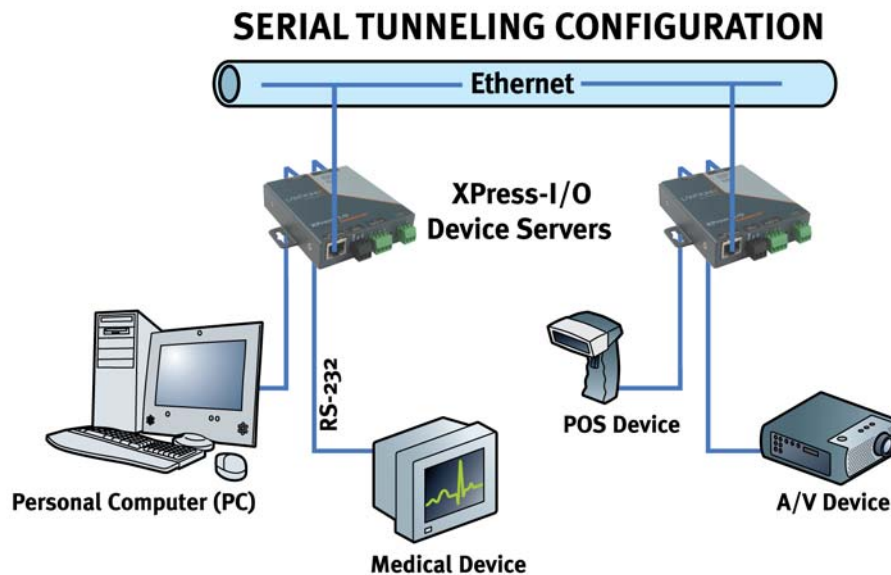 SERIAL TUNNELING CONFIGURATION
Ethernet
XPress-I/O
Device Servers
RS-232
POS Device
Personal Computer (PC)
A/V Device
Medical Device